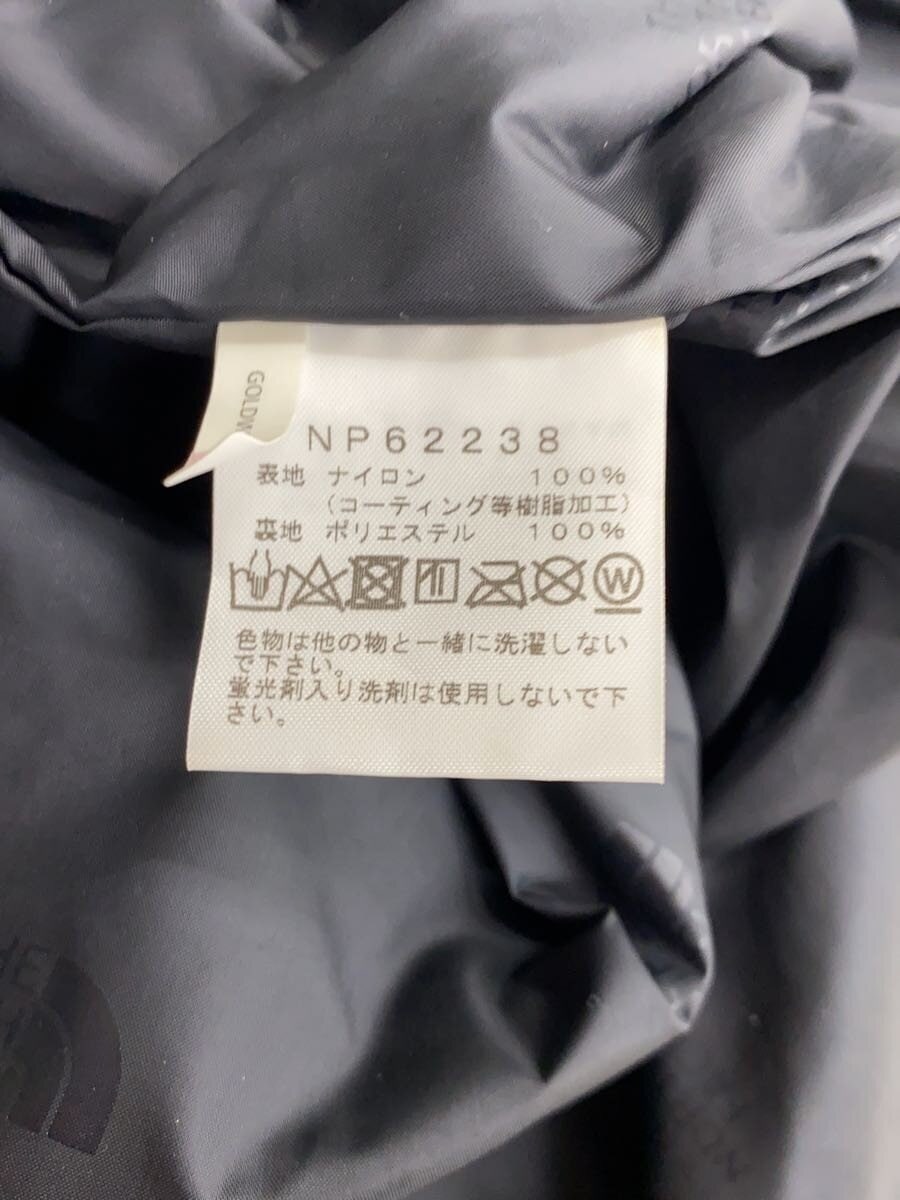 GOLDW
NP62238
表地 ナイロン 100%
(コーティング等樹脂加工)
裏地 ポリエステル 100%
W
色物は他の物と一緒に洗濯しない
で下さい。
蛍光剤入り洗剤は使用しないで下
さい。
HE